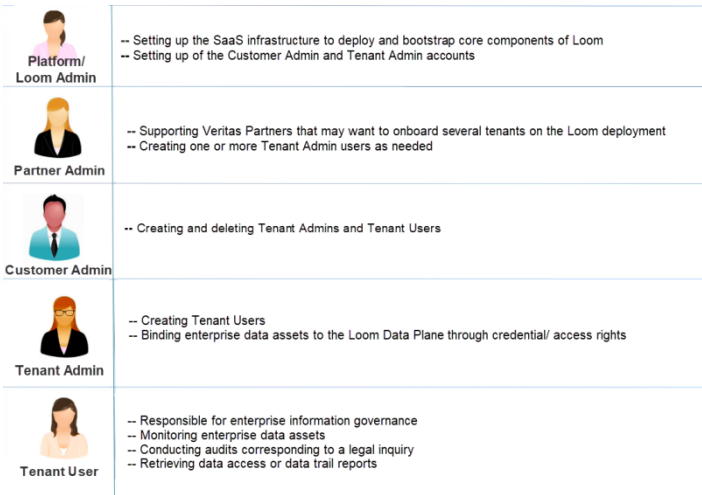 Platform/
Loom Admin
-- Setting up the SaaS infrastructure to deploy and bootstrap core components of Loom
-- Setting up of the Customer Admin and Tenant Admin accounts
Partner Admin
-- Supporting Veritas Partners that may want to onboard several tenants on the Loom deployment
-- Creating one or more Tenant Admin users as needed
Customer Admin
-- Creating and deleting Tenant Admins and Tenant Users
Tenant Admin
-- Creating Tenant Users
-- Binding enterprise data assets to the Loom Data Plane through credential/ access rights
Tenant User
-- Responsible for enterprise information governance
-- Monitoring enterprise data assets
-- Conducting audits corresponding to a legal inquiry
-- Retrieving data access or data trail reports